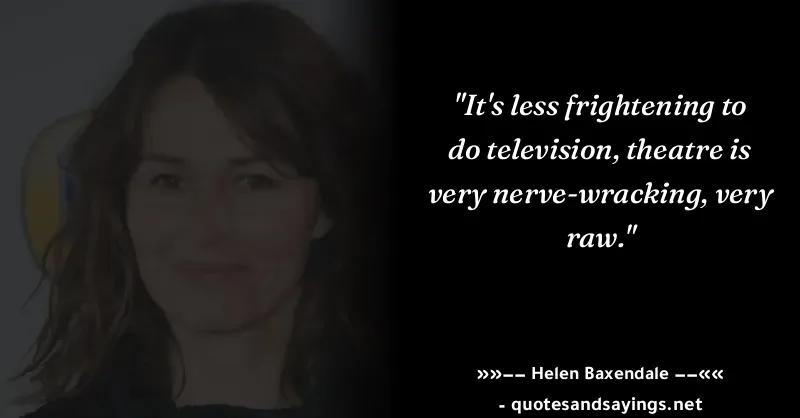 "It's less frightening to
do television, theatre is
very nerve-wracking, very
raw."
»»–– Helen Baxendale ––««
- quotesandsayings.net